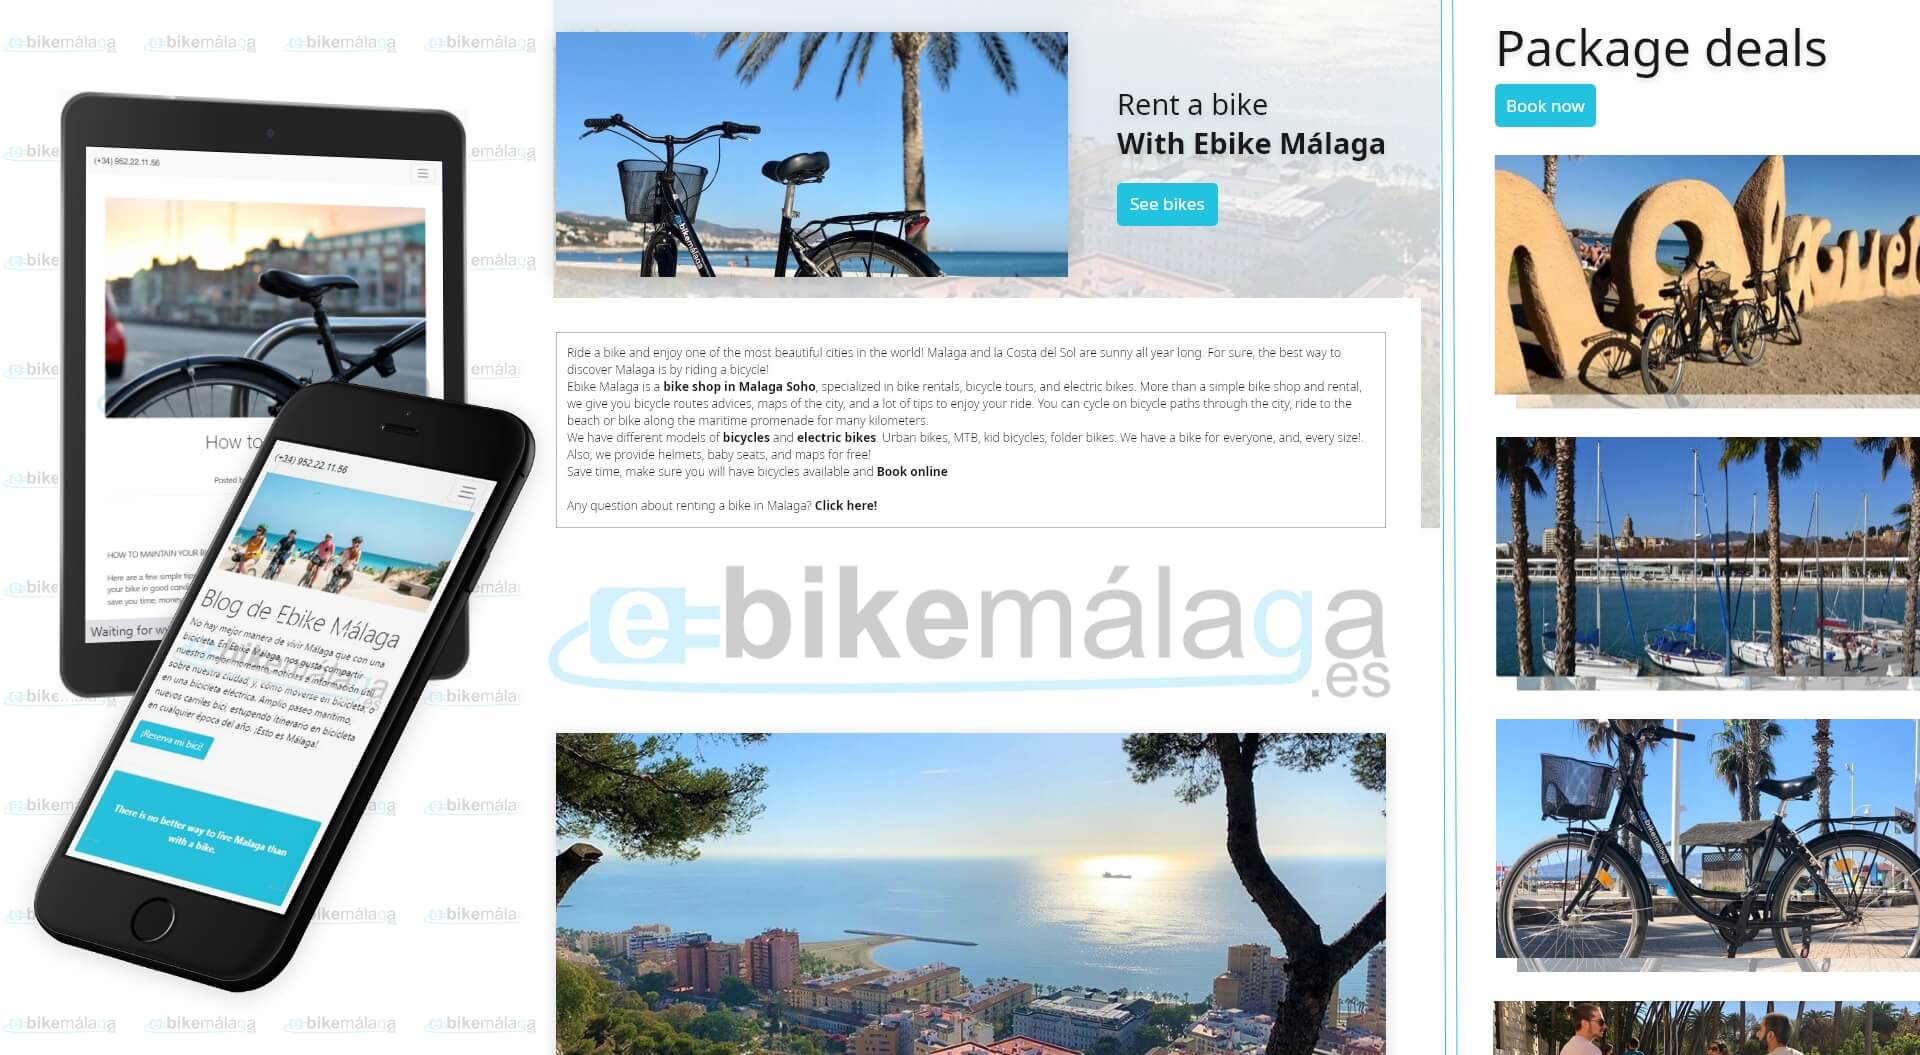 e-bikemálaga e-bikemálaga e-bikemálaga e-bikemálaga
(+34) 952.22.11.56
How to
Posted by
HOW TO MAINTAIN YOUR
Here are a few simple tips
your bike in good
save you time, money
Waiting for
(+34) 952.22.11.56
Blog de Ebike Málaga
No hay mejor manera de vivir Málaga que con una
bicicleta. En Ebike Málaga, nos gusta compartir
nuestro mejor momento, noticias e información útil
sobre nuestra ciudad, y, cómo moverse en bicicleta, o
en una bicicleta eléctrica. Amplio paseo marítimo,
nuevos carriles bici, estupendo itinerario en bicicleta
en cualquier época del año. ¡Esto es Málaga!
¡Reserva mi bici!
There is no better way to live Malaga than
with a bike.
e-bikemálaga e-bikemálaga e-bikemálaga e-bikemálaga
Rent a bike
With Ebike Málaga
See bikes
ebikemálaga
Ride a bike and enjoy one of the most beautiful cities in the world! Malaga and la Costa del Sol are sunny all year long. For sure, the best way to
discover Malaga is by riding a bicycle!
Ebike Malaga is a bike shop in Malaga Soho, specialized in bike rentals, bicycle tours, and electric bikes. More than a simple bike shop and rental,
we give you bicycle routes advices, maps of the city, and a lot of tips to enjoy your ride. You can cycle on bicycle paths through the city, ride to the
beach or bike along the maritime promenade for many kilometers.
We have different models of bicycles and electric bikes. Urban bikes, MTB, kid bicycles, folder bikes. We have a bike for everyone, and, every size!.
Also, we provide helmets, baby seats, and maps for free!
Save time, make sure you will have bicycles available and Book online
Any question about renting a bike in Malaga? Click here!
e-bikemálaga
.es
Package deals
Book now
ebikemálaga